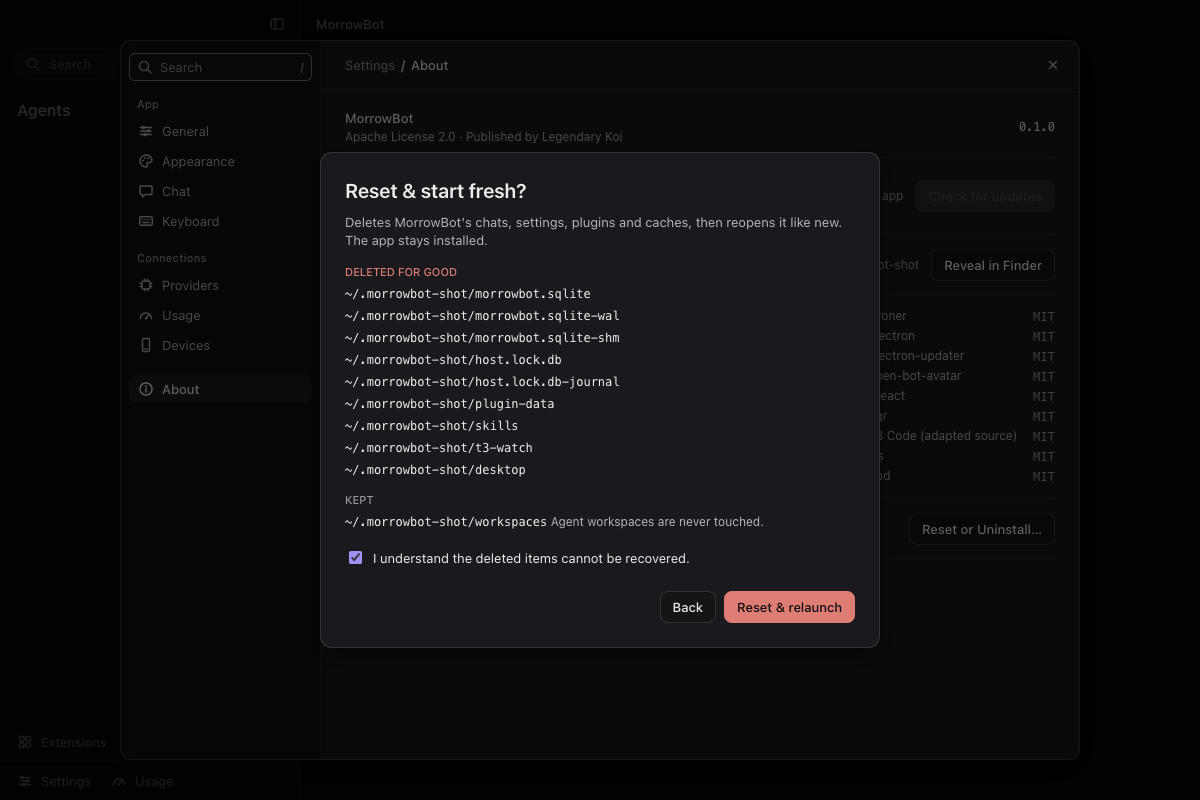 MorrowBot
Search
Agents
Search /
App
General
Appearance
Chat
Keyboard
Connections
Providers
Usage
Devices
About
Settings / About
MorrowBot
Apache License 2.0 · Published by Legendary Koi
0.1.0
app
Check for updates
Reveal in Finder
MIT
MIT
MIT
MIT
MIT
MIT
Code (adapted source) MIT
MIT
MIT
Reset or Uninstall...
Reset & start fresh?
Deletes MorrowBot's chats, settings, plugins and caches, then reopens it like new.
The app stays installed.
DELETED FOR GOOD
~/.morrowbot-shot/morrowbot.sqlite
~/.morrowbot-shot/morrowbot.sqlite-wal
~/.morrowbot-shot/morrowbot.sqlite-shm
~/.morrowbot-shot/host.lock.db
~/.morrowbot-shot/host.lock.db-journal
~/.morrowbot-shot/plugin-data
~/.morrowbot-shot/skills
~/.morrowbot-shot/t3-watch
~/.morrowbot-shot/desktop
KEPT
~/.morrowbot-shot/workspaces Agent workspaces are never touched.
I understand the deleted items cannot be recovered.
Back
Reset & relaunch
Extensions
Settings
Usage